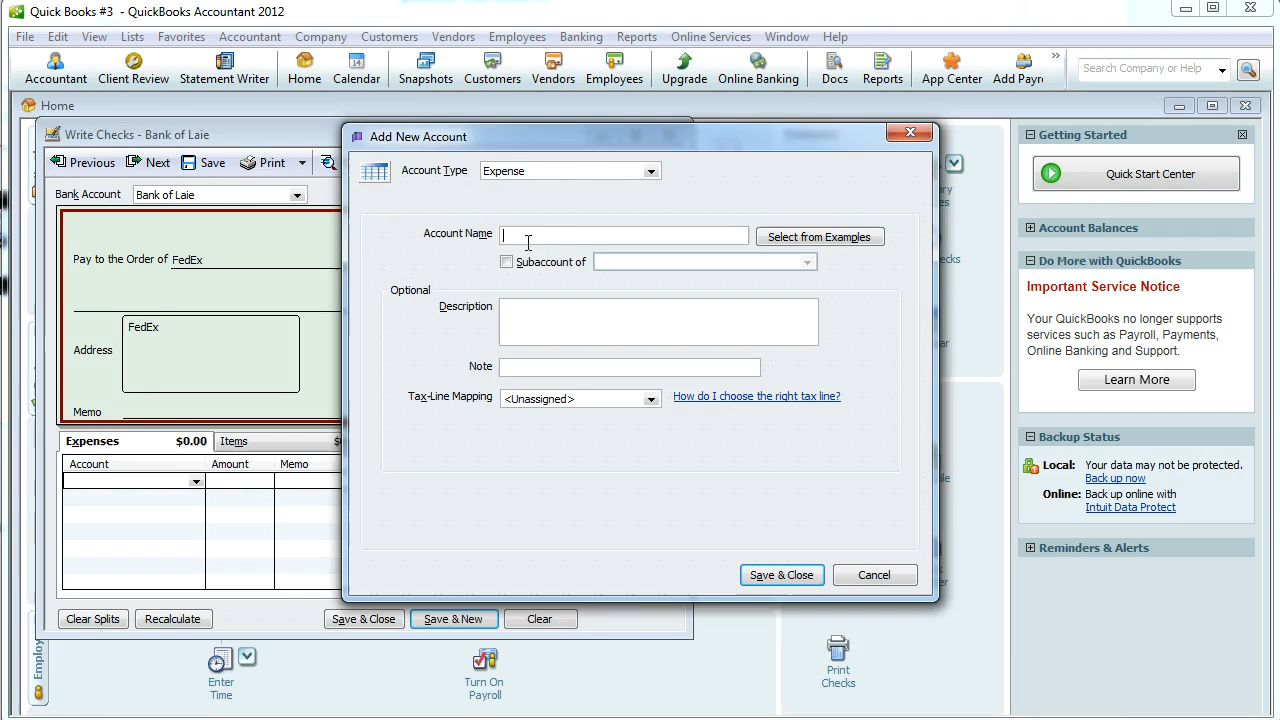 Quick Books #3 - QuickBooks Accountant 2012
File Edit View Lists Favorites Accountant Company Customers Vendors Employees Banking Reports Online Services Window Help
Accountant Client Review Statement Writer Home Calendar Snapshots Customers Vendors Employees Upgrade Online Banking Docs Reports App Center Add Payr
Search Company or Help
Home
Write Checks - Bank of Laie
Previous Next Save Print
Bank Account Bank of Laie
Pay to the Order of FedEx
FedEx
Address
Memo
Expenses $0.00 Items
Account Amount Memo
Clear Splits Recalculate Save & Close Save & New Clear
Add New Account
Account Type Expense
Account Name
Select from Examples
Subaccount of
Optional
Description
Note
Tax-Line Mapping <Unassigned> How do I choose the right tax line?
Save & Close Cancel
Getting Started
Quick Start Center
Account Balances
Do More with QuickBooks
Important Service Notice
Your QuickBooks no longer supports
services such as Payroll, Payments,
Online Banking and Support.
Learn More
Backup Status
Local: Your data may not be protected.
Back up now
Online: Back up online with
Intuit Data Protect
Reminders & Alerts
Employ
Enter
Time
Turn On
Payroll
Print
Checks